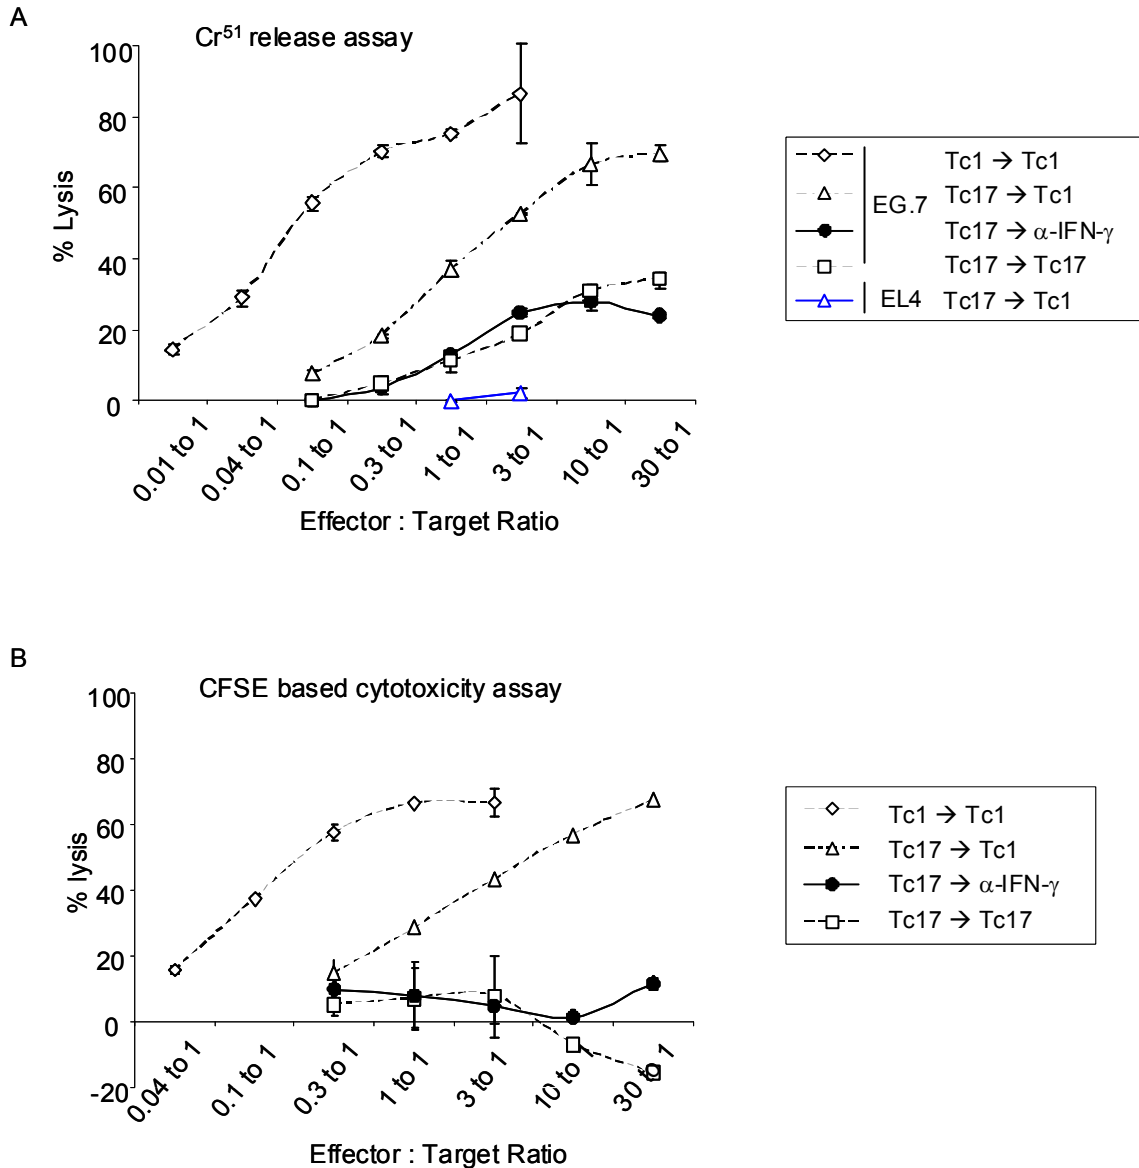 A
Cr⁵¹ release assay
100
80
60
40
20
0
% Lysis
0.01 to 1
0.04 to 1
0.1 to 1
0.3 to 1
1 to 1
3 to 1
10 to 1
30 to 1
Effector : Target Ratio
Tc1 → Tc1
Tc17 → Tc1
EG.7
Tc17 → α-IFN-γ
Tc17 → Tc17
EL4 Tc17 → Tc1
B
CFSE based cytotoxicity assay
100
80
60
40
20
0
-20
% lysis
0.04 to 1
0.1 to 1
0.3 to 1
1 to 1
3 to 1
10 to
30 1
Effector : Target Ratio
Tc1 → Tc1
Tc17 → Tc1
Tc17 → α-IFN-γ
Tc17 → Tc17